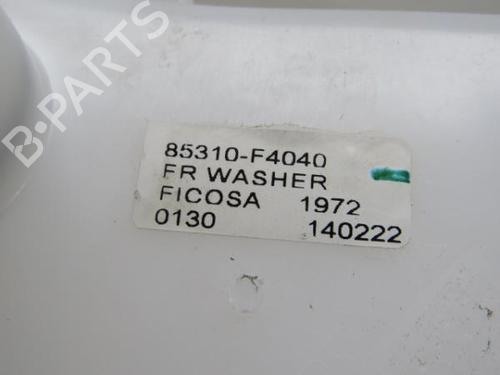 B-PARTS
85310-F4040
FR WASHER
FICOSA 1972
0130 140222